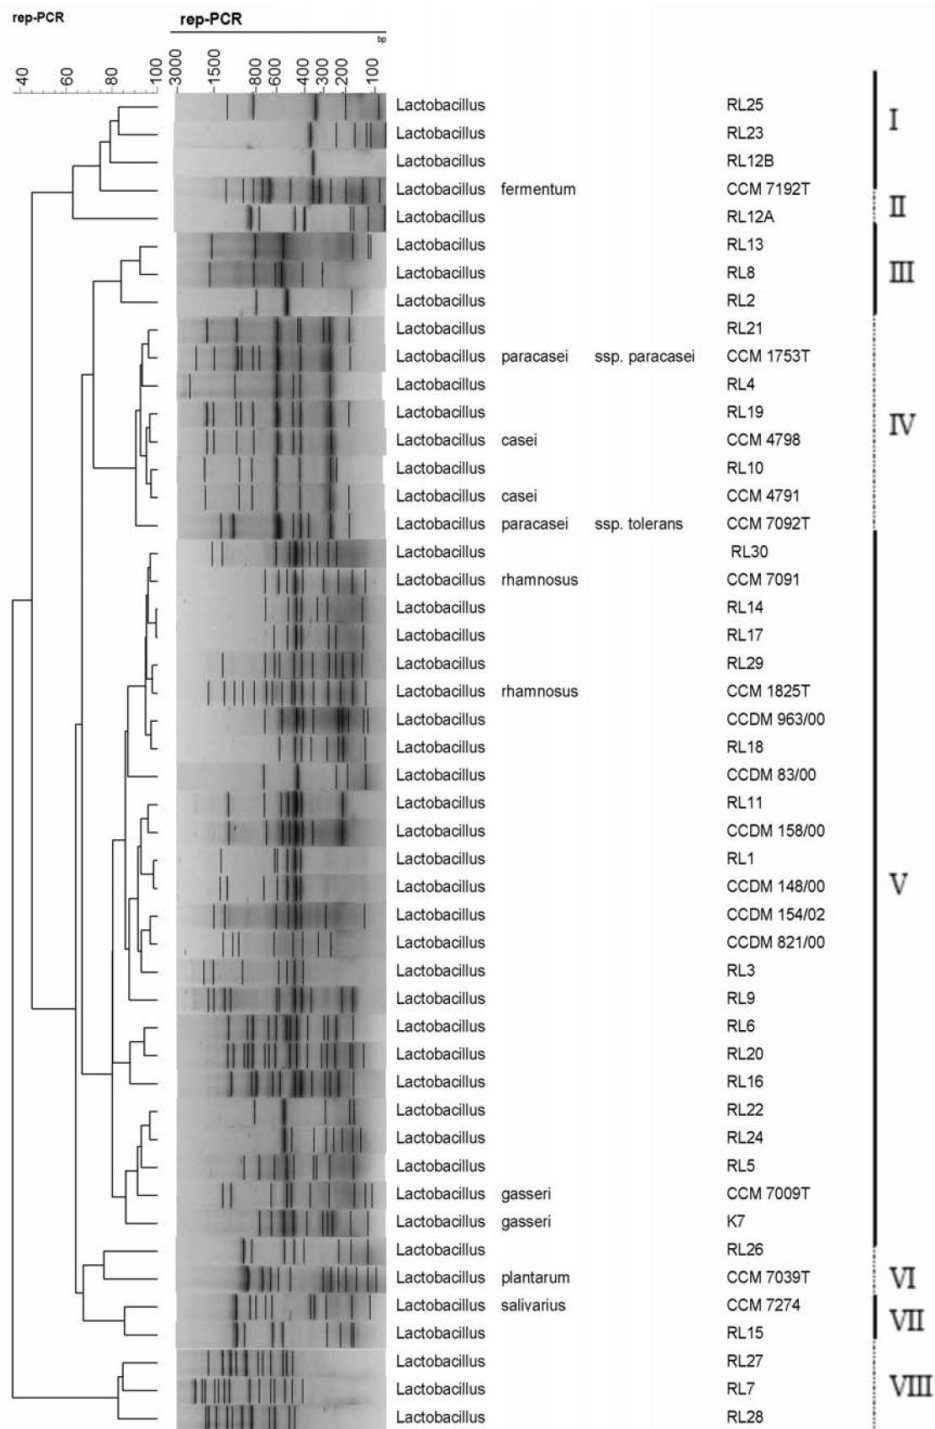 rep-PCR rep-PCR
bp
40 60 80 100 3000 1500 800 600 400 300 200 100
Lactobacillus RL25
I
Lactobacillus RL23
Lactobacillus RL12B
Lactobacillus fermentum CCM 7192T
II
Lactobacillus RL12A
Lactobacillus RL13
Lactobacillus RL8 III
Lactobacillus RL2
Lactobacillus RL21
Lactobacillus paracasei ssp. paracasei CCM 1753T
Lactobacillus RL4
Lactobacillus RL19
IV
Lactobacillus casei CCM 4798
Lactobacillus RL10
Lactobacillus casei CCM 4791
Lactobacillus paracasei ssp. tolerans CCM 7092T
Lactobacillus RL30
Lactobacillus rhamnosus CCM 7091
Lactobacillus RL14
Lactobacillus RL17
Lactobacillus RL29
Lactobacillus rhamnosus CCM 1825T
Lactobacillus CCDM 963/00
Lactobacillus RL18
Lactobacillus CCDM 83/00
Lactobacillus RL11
Lactobacillus CCDM 158/00
Lactobacillus RL1
Lactobacillus CCDM 148/00 V
Lactobacillus CCDM 154/02
Lactobacillus CCDM 821/00
Lactobacillus RL3
Lactobacillus RL9
Lactobacillus RL6
Lactobacillus RL20
Lactobacillus RL16
Lactobacillus RL22
Lactobacillus RL24
Lactobacillus RL5
Lactobacillus gasseri CCM 7009T
Lactobacillus gasseri K7
Lactobacillus RL26
Lactobacillus plantarum CCM 7039T VI
Lactobacillus salivarius CCM 7274
VII
Lactobacillus RL15
Lactobacillus RL27
Lactobacillus RL7 VIII
Lactobacillus RL28